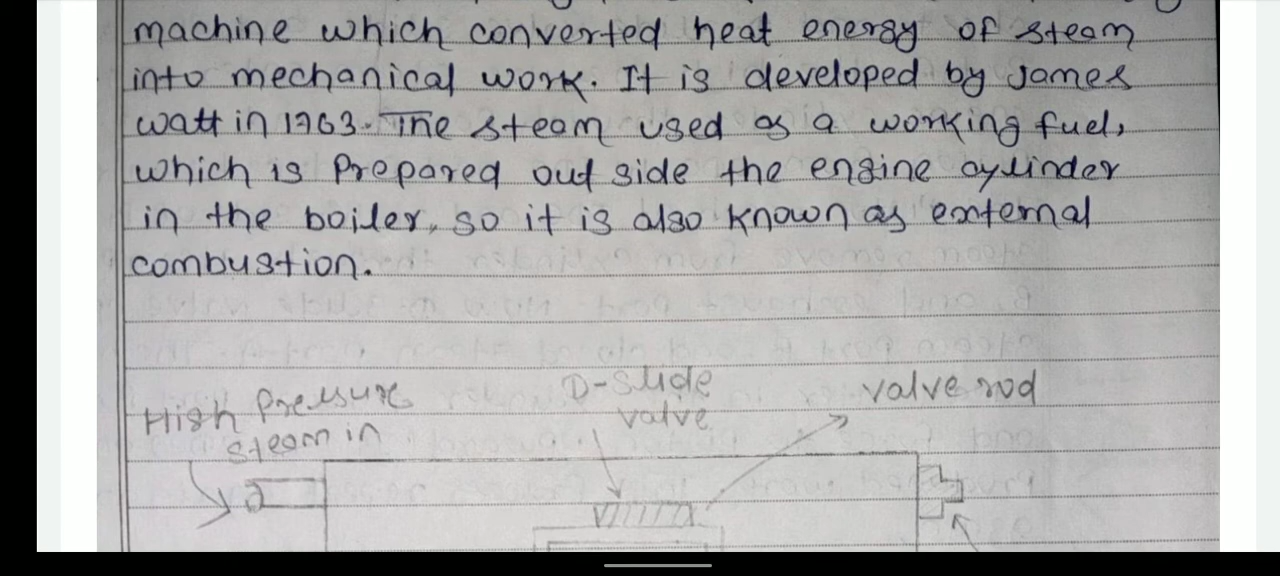 machine which converted heat energy of steam
into mechanical work. It is developed by James
watt in 1763. The steam used as a working fuel,
which is Prepared out side the engine cylinder
in the boiler, so it is also known as external
combustion.
High Pressure
steam in
D-slide
valve
valve rod